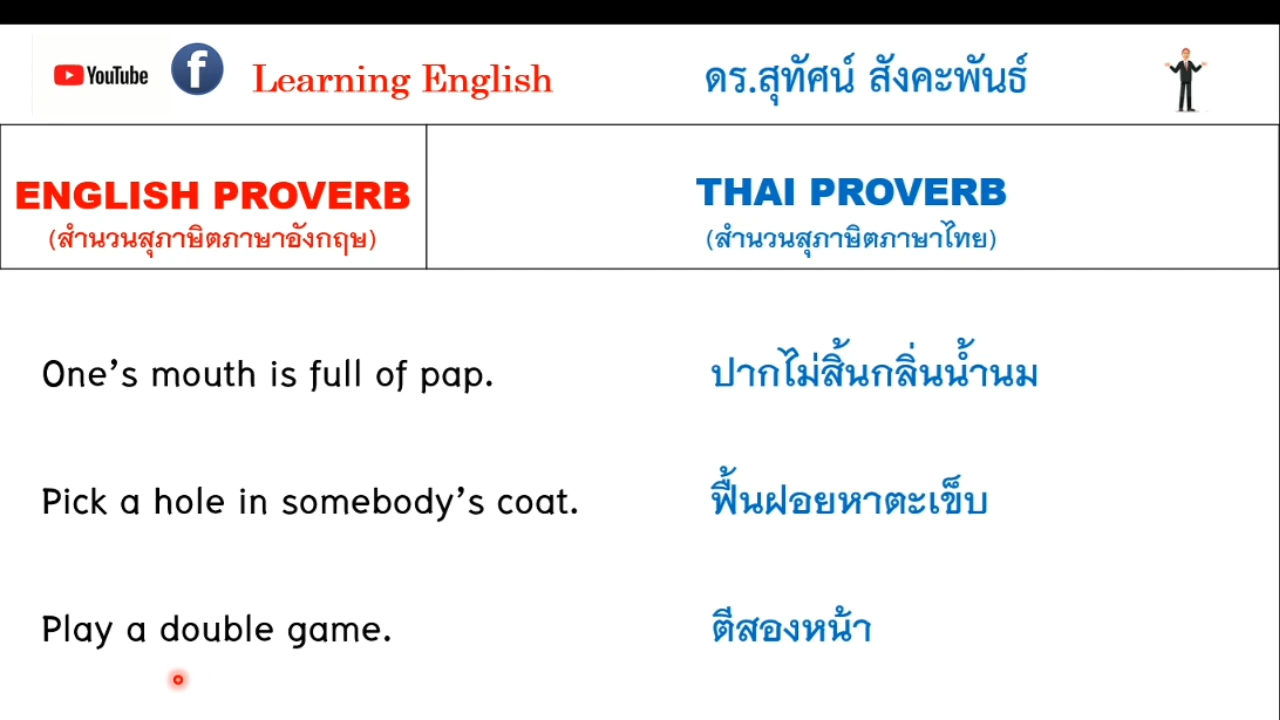 YouTube f Learning English ดร.สุทัศน์ สังคะพันธ์
ENGLISH PROVERB
(สำนวนสุภาษิตภาษาอังกฤษ)
THAI PROVERB
(สำนวนสุภาษิตภาษาไทย)
One's mouth is full of pap. ปากไม่สิ้นกลิ่นน้ำนม
Pick a hole in somebody's coat. ฟื้นฝอยหาตะเข็บ
Play a double game. ตีสองหน้า